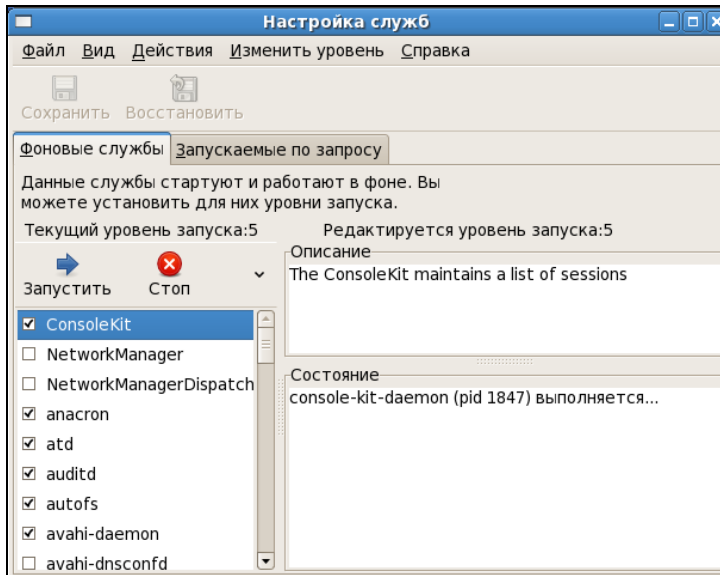 Настройка служб
Файл Вид Действия Изменить уровень Справка
Сохранить Восстановить
Фоновые службы Запускаемые по запросу
Данные службы стартуют и работают в фоне. Вы
можете установить для них уровни запуска.
Текущий уровень запуска:5 Редактируется уровень запуска:5
Запустить Стоп
Описание
The ConsoleKit maintains a list of sessions
ConsoleKit
NetworkManager
NetworkManagerDispatch
anacron
atd
auditd
autofs
avahi-daemon
avahi-dnsconfd
Состояние
console-kit-daemon (pid 1847) выполняется...